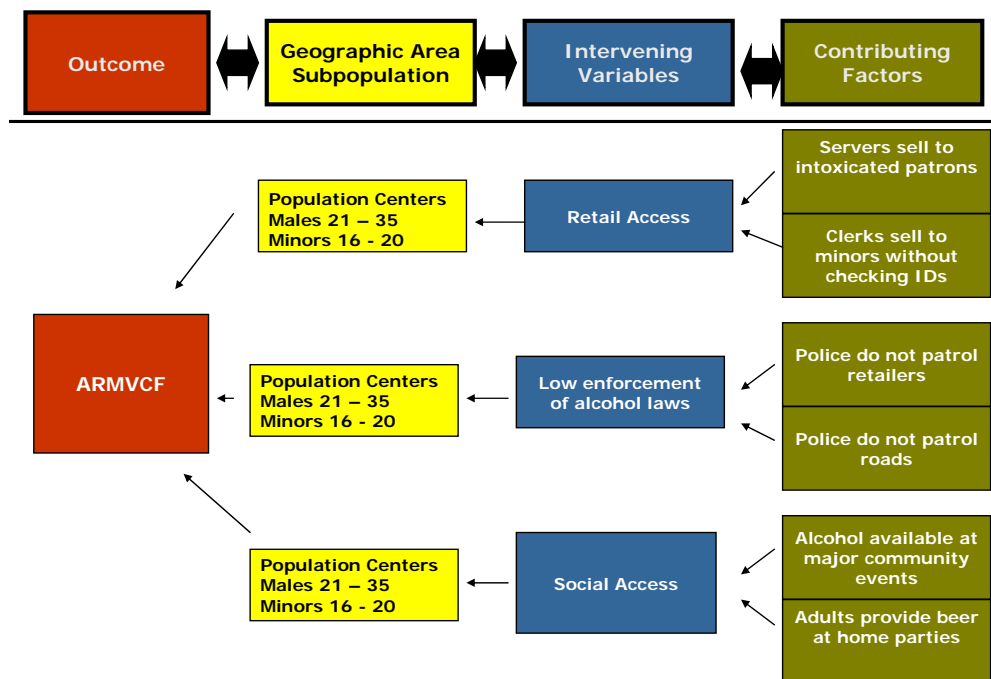 Outcome
Geographic Area
Subpopulation
Intervening
Variables
Contributing
Factors
Population Centers
Males 21 – 35
Minors 16 - 20
Retail Access
Servers sell to
intoxicated patrons
Clerks sell to
minors without
checking IDs
ARMVCF
Population Centers
Males 21 – 35
Minors 16 - 20
Low enforcement
of alcohol laws
Police do not patrol
retailers
Police do not patrol
roads
Population Centers
Males 21 – 35
Minors 16 - 20
Social Access
Alcohol available at
major community
events
Adults provide beer
at home parties